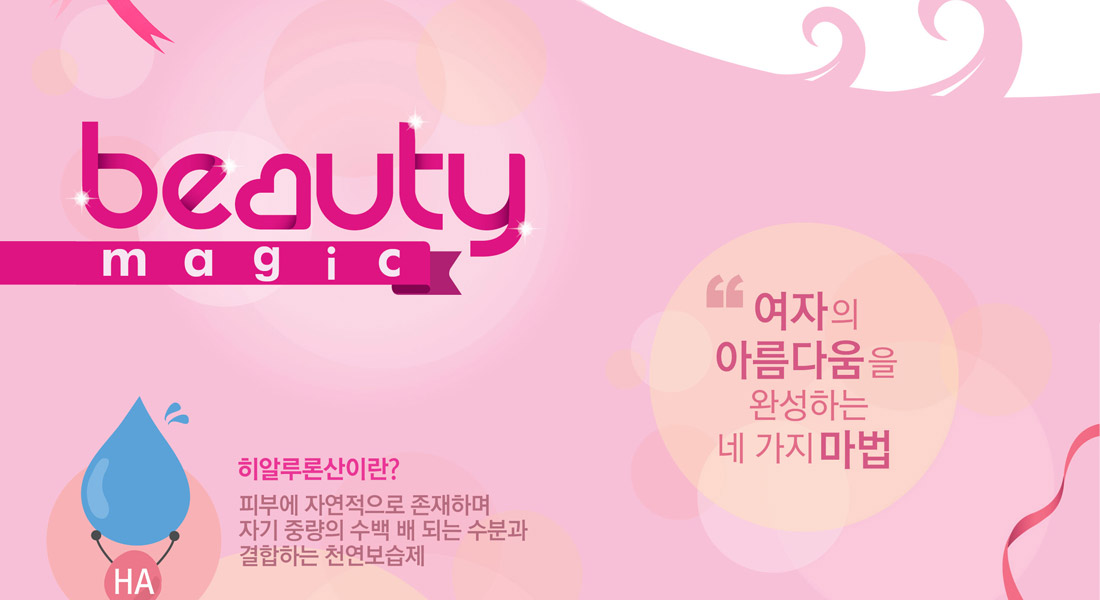 beauty
magic
“
여자의
아름다움을
완성하는
네 가지 마법
히알루론산이란?
피부에 자연적으로 존재하며
자기 중량의 수백 배 되는 수분과
결합하는 천연보습제
HA